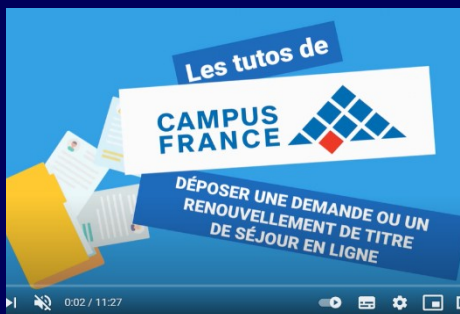 Les tutos de
CAMPUS
FRANCE
DÉPOSER UNE DEMANDE OU UN
RENOUVELLEMENT DE TITRE
DE SÉJOUR EN LIGNE
0:02 / 11:27